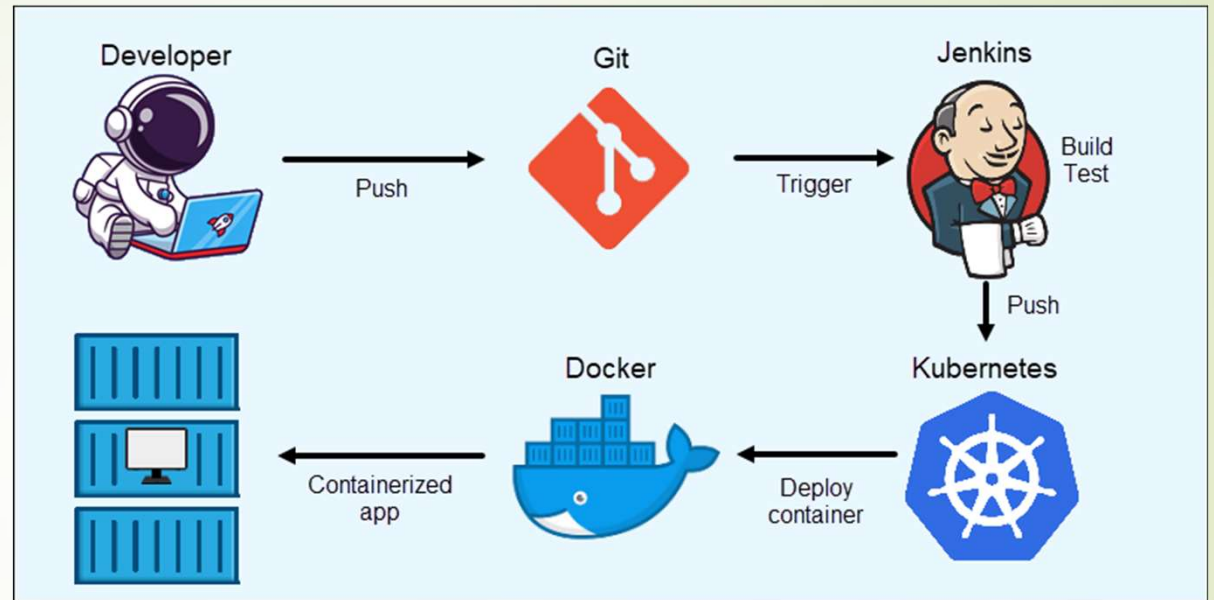 Developer
Git
Jenkins
Push
Trigger
Build
Test
Push
Docker
Kubernetes
Containerized
app
Deploy
container